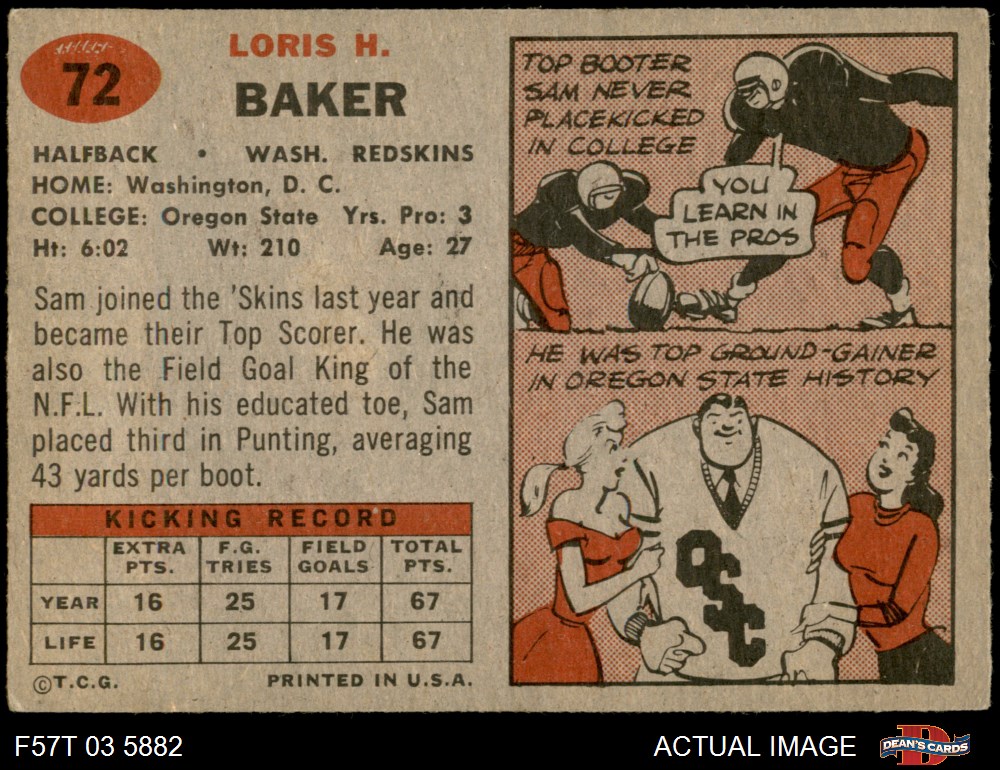 72
LORIS H.
BAKER
HALFBACK • WASH. REDSKINS
HOME: Washington, D. C.
COLLEGE: Oregon State Yrs. Pro: 3
Ht: 6:02 Wt: 210 Age: 27
Sam joined the 'Skins last year and
became their Top Scorer. He was
also the Field Goal King of the
N.F.L. With his educated toe, Sam
placed third in Punting, averaging
43 yards per boot.
KICKING RECORD
EXTRA PTS. F.G. TRIES FIELD GOALS TOTAL PTS.
YEAR 16 25 17 67
LIFE 16 25 17 67
©T.C.G. PRINTED IN U.S.A.
TOP BOOTER
SAM NEVER
PLACEKICKED
IN COLLEGE
YOU
LEARN IN
THE PROS
HE WAS TOP GROUND-GAINER
IN OREGON STATE HISTORY
OSC
F57T 03 5882 ACTUAL IMAGE DEAN'S CARDS